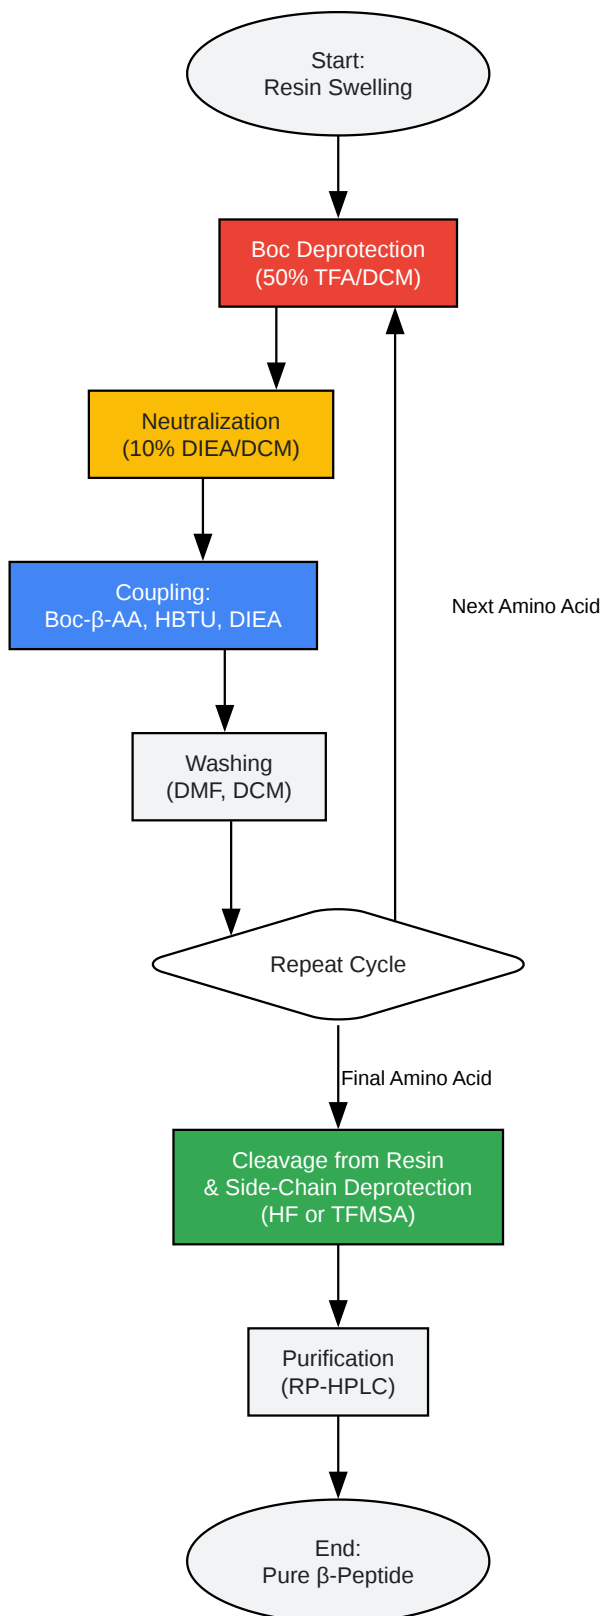 Start:
Resin Swelling
Boc Deprotection
(50% TFA/DCM)
Neutralization
(10% DIEA/DCM)
Coupling:
Boc-β-AA, HBTU, DIEA
Next Amino Acid
Washing
(DMF, DCM)
Repeat Cycle
Final Amino Acid
Cleavage from Resin
& Side-Chain Deprotection
(HF or TFMSA)
Purification
(RP-HPLC)
End:
Pure β-Peptide